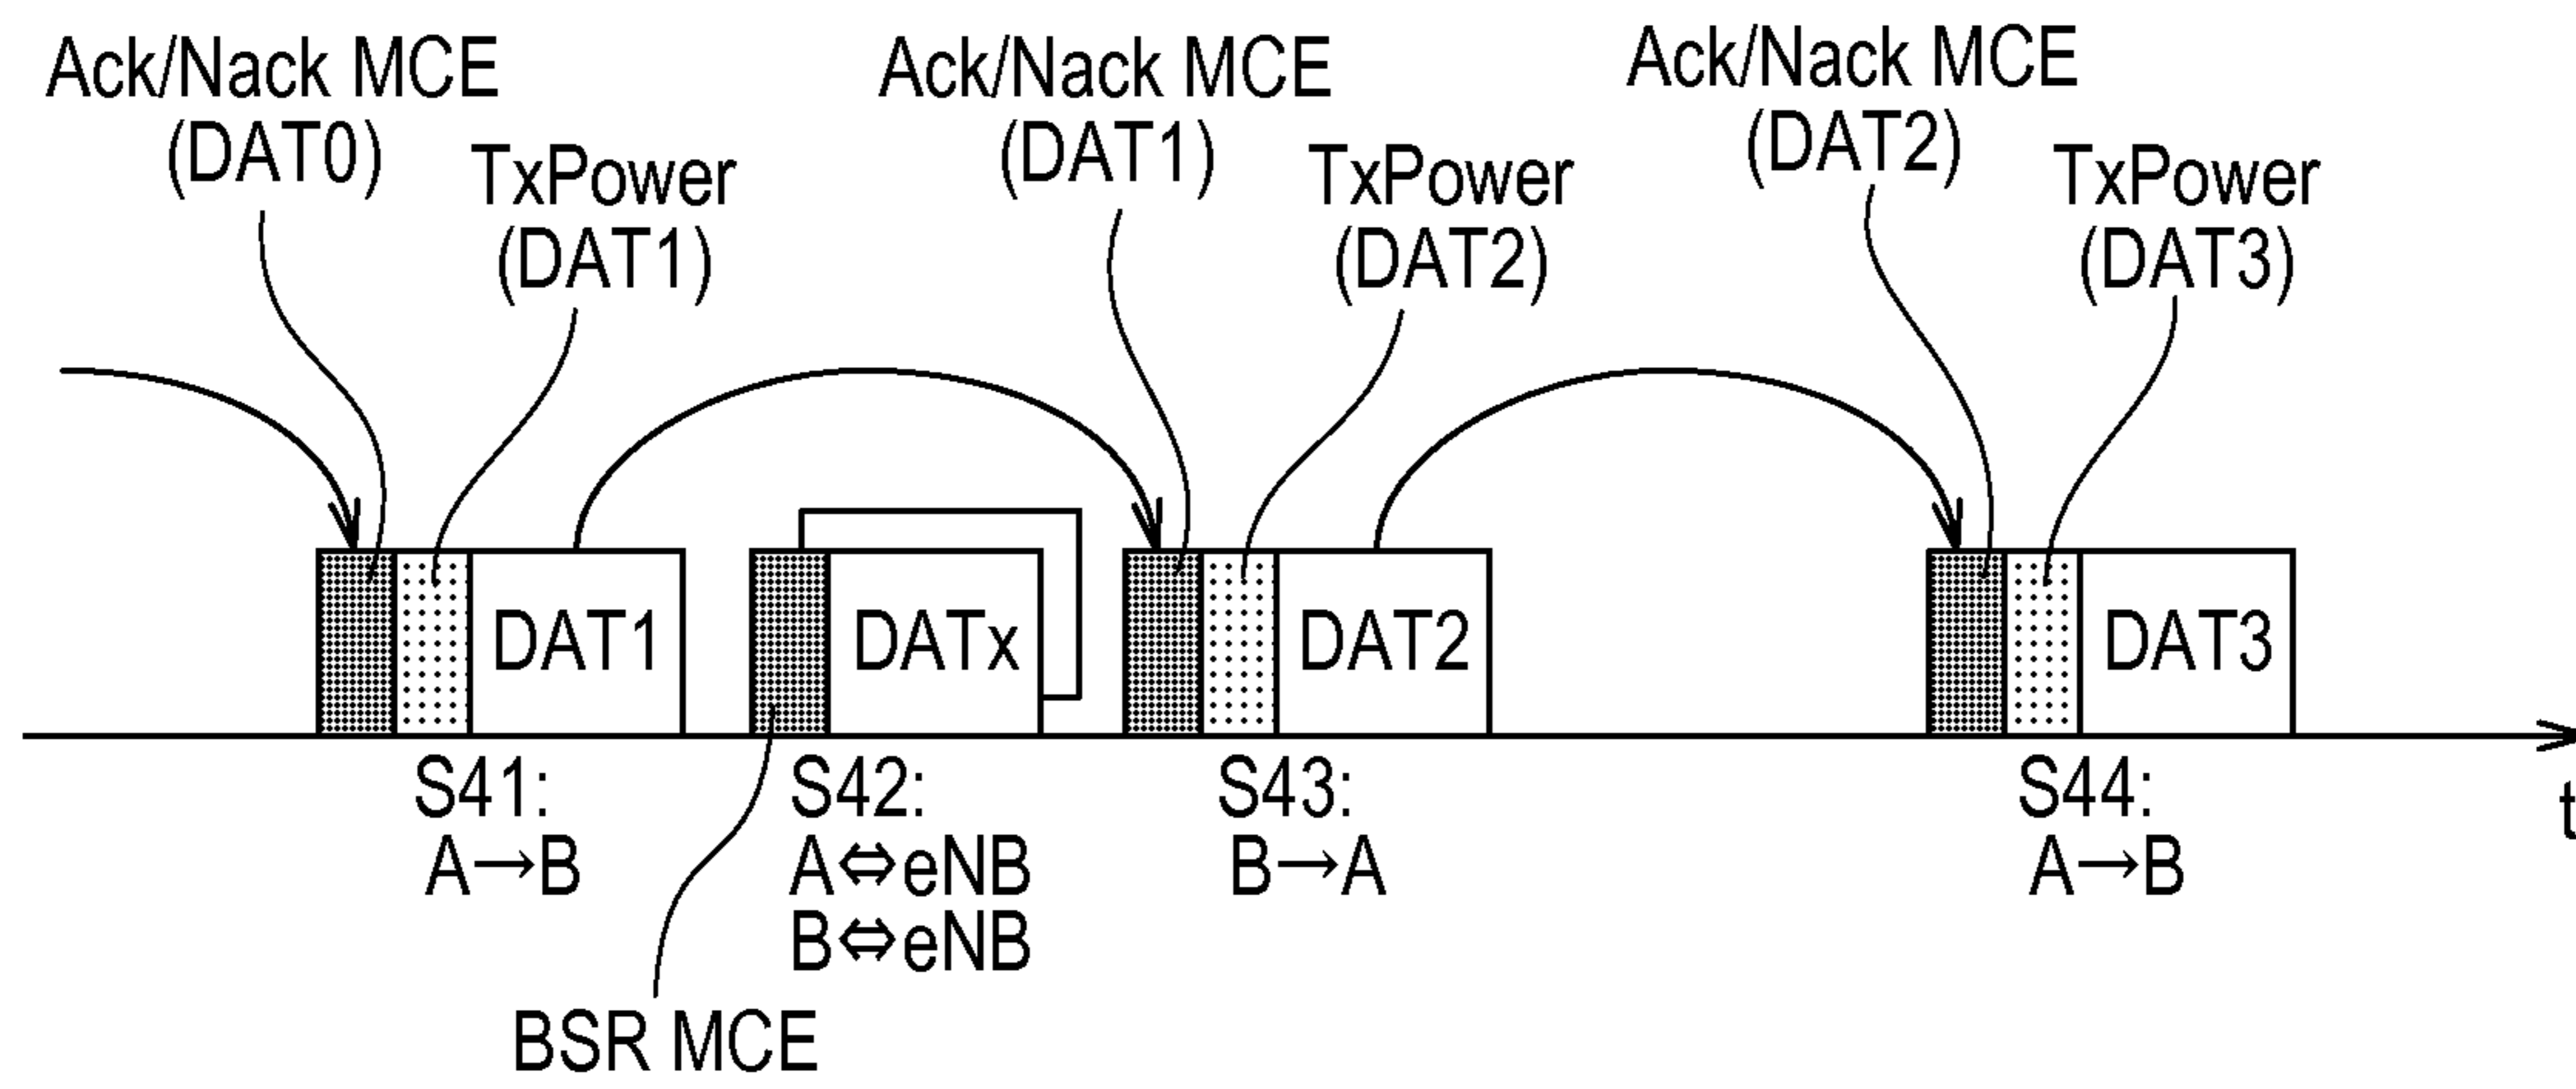 Ack/Nack MCE
(DAT0)
TxPower
(DAT1)
Ack/Nack MCE
(DAT1)
TxPower
(DAT2)
Ack/Nack MCE
(DAT2)
TxPower
(DAT3)
DAT1
DATx
DAT2
DAT3
S41:
A→B
S42:
A⇔eNB
B⇔eNB
S43:
B→A
S44:
A→B
t
BSR MCE